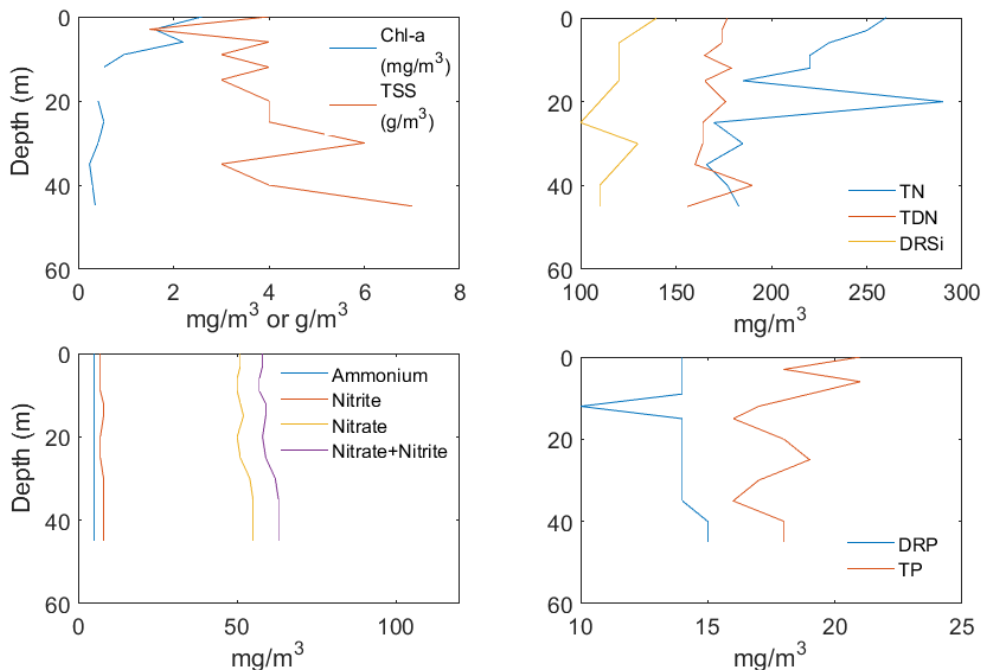 0
20
40
60
Depth (m)
0
2
4
6
8
mg/m³ or g/m³
Chl-a
(mg/m³)
TSS
(g/m³)
0
20
40
60
100
150
200
250
300
mg/m³
TN
TDN
DRSi
0
20
40
60
Depth (m)
0
50
100
mg/m³
Ammonium
Nitrite
Nitrate
Nitrate+Nitrite
0
20
40
60
10
15
20
25
mg/m³
DRP
TP